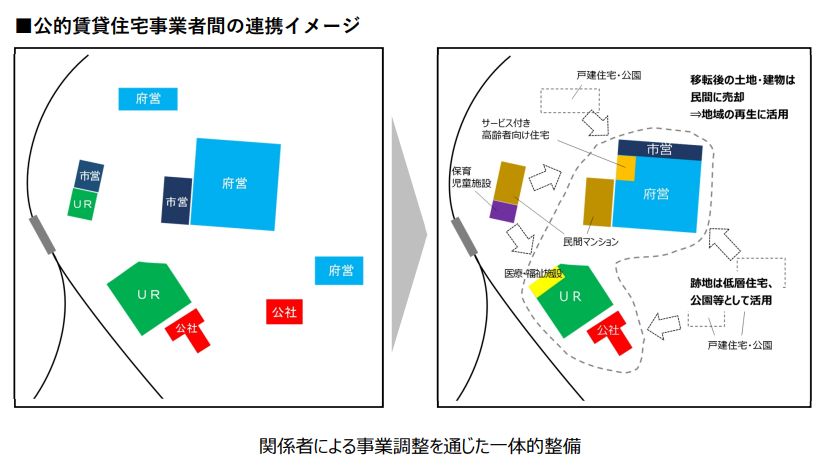 ■公的賃貸住宅事業者間の連携イメージ
府営
市営
UR
市営
府営
府営
UR
公社
公社
戸建住宅・公園
移転後の土地・建物は
民間に売却
⇒地域の再生に活用
サービス付き
高齢者向け住宅
市営
府営
保育
児童施設
民間マンション
医療・福祉施設
UR
公社
跡地は低層住宅、
公園等として活用
戸建住宅・公園
関係者による事業調整を通じた一体的整備